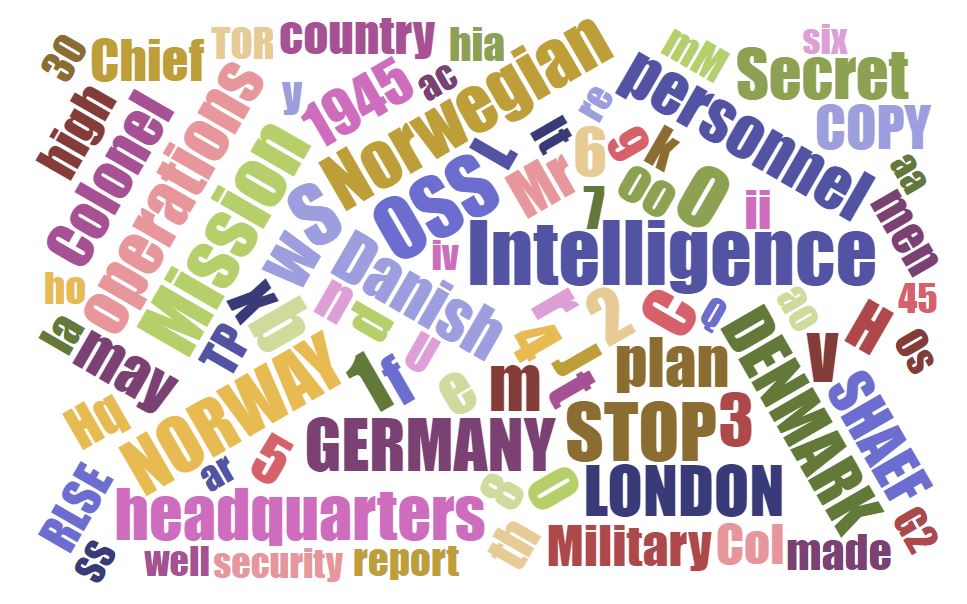 30
Chief
TOR
country
hia
six
mM
Secret
high
Colonel
operations
y
1945
ac
Norwegian
re
personnel
COPY
Mission
it
L
Mr
6
9
k
oo
O
aa
men
w
S
OSS
7
ii
iv
Intelligence
Danish
ho
la
may
TP
X
n
d
u
r
2
C
Q
ao
H
45
Os
V
DENMARK
4
J
t
plan
1
f
e
m
Hq
NORWAY
ar
5
GERMANY
STOP
3
SHAEF
RLSE
headquarters
8
0
LONDON
G2
ss
well
security
report
th
Military
Col
made